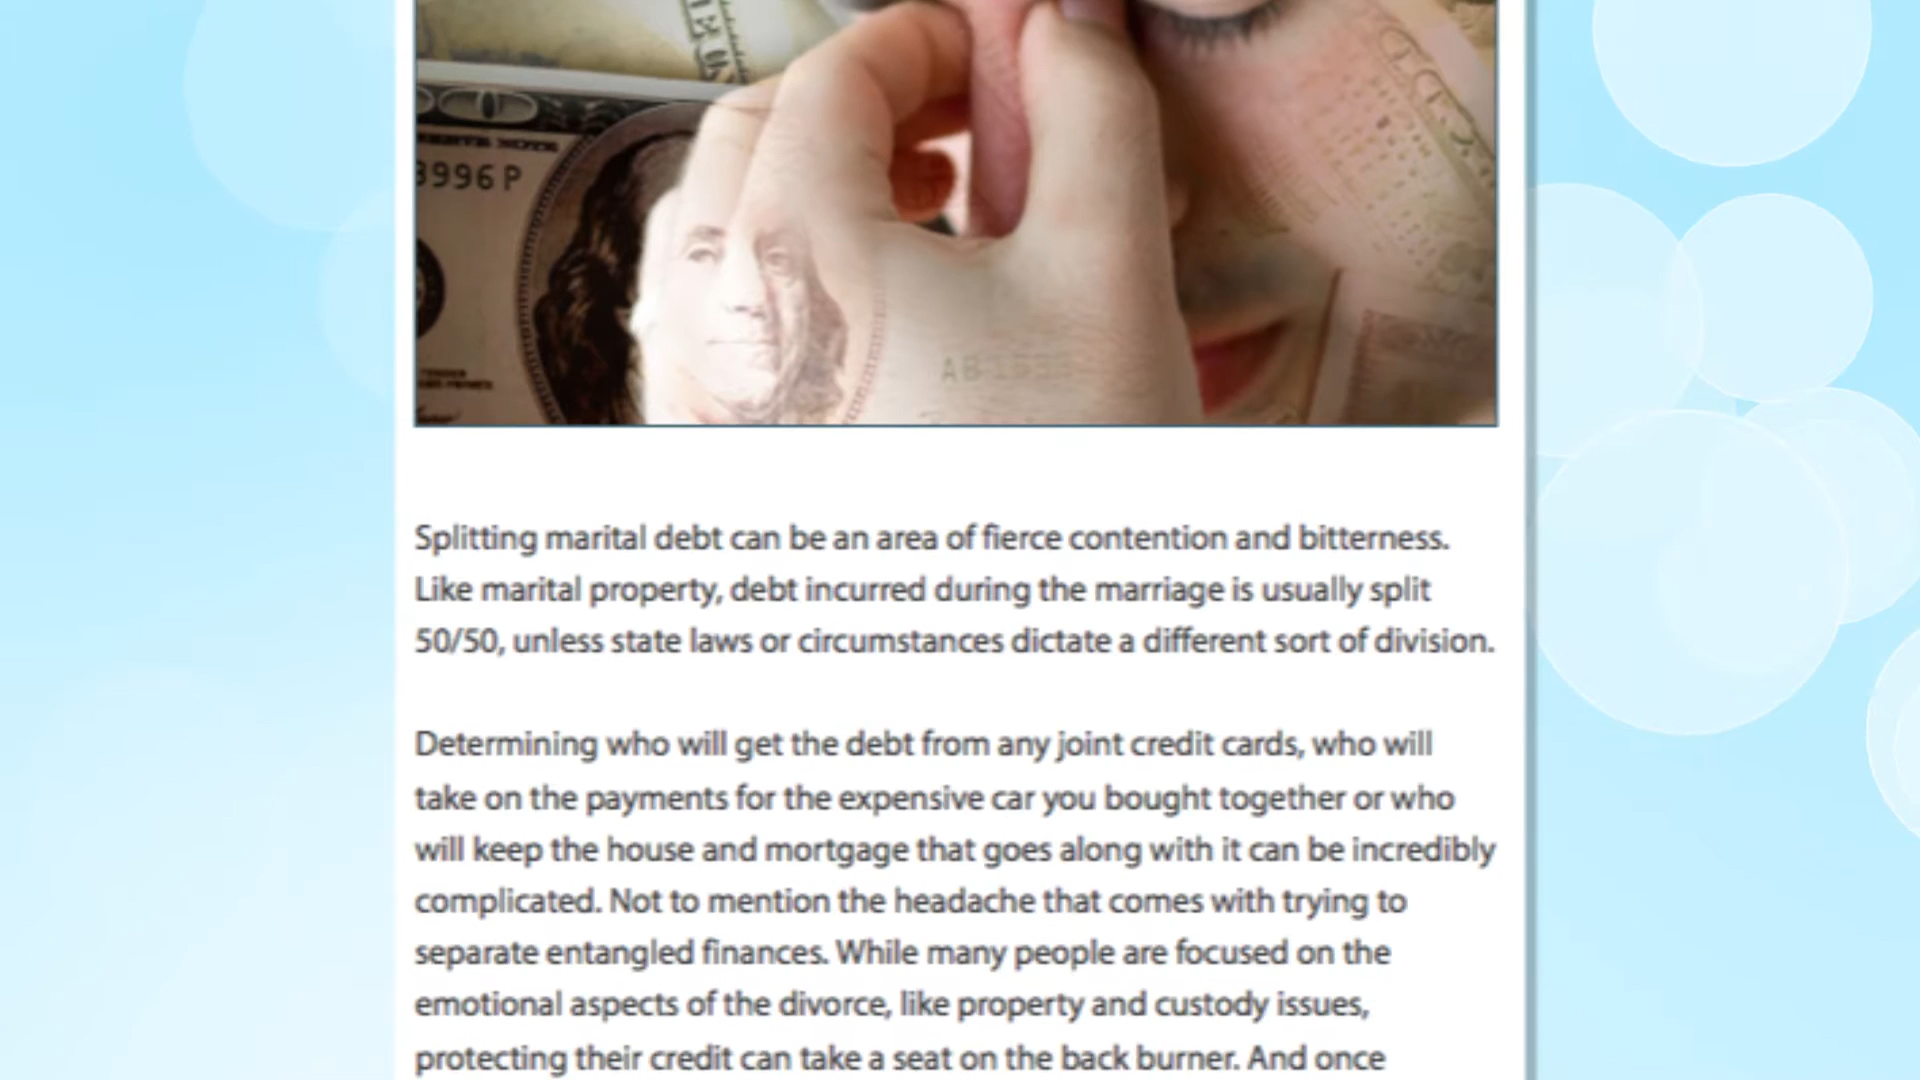 3996 P
Splitting marital debt can be an area of fierce contention and bitterness.
Like marital property, debt incurred during the marriage is usually split
50/50, unless state laws or circumstances dictate a different sort of division.
Determining who will get the debt from any joint credit cards, who will
take on the payments for the expensive car you bought together or who
will keep the house and mortgage that goes along with it can be incredibly
complicated. Not to mention the headache that comes with trying to
separate entangled finances. While many people are focused on the
emotional aspects of the divorce, like property and custody issues,
protecting their credit can take a seat on the back burner. And once